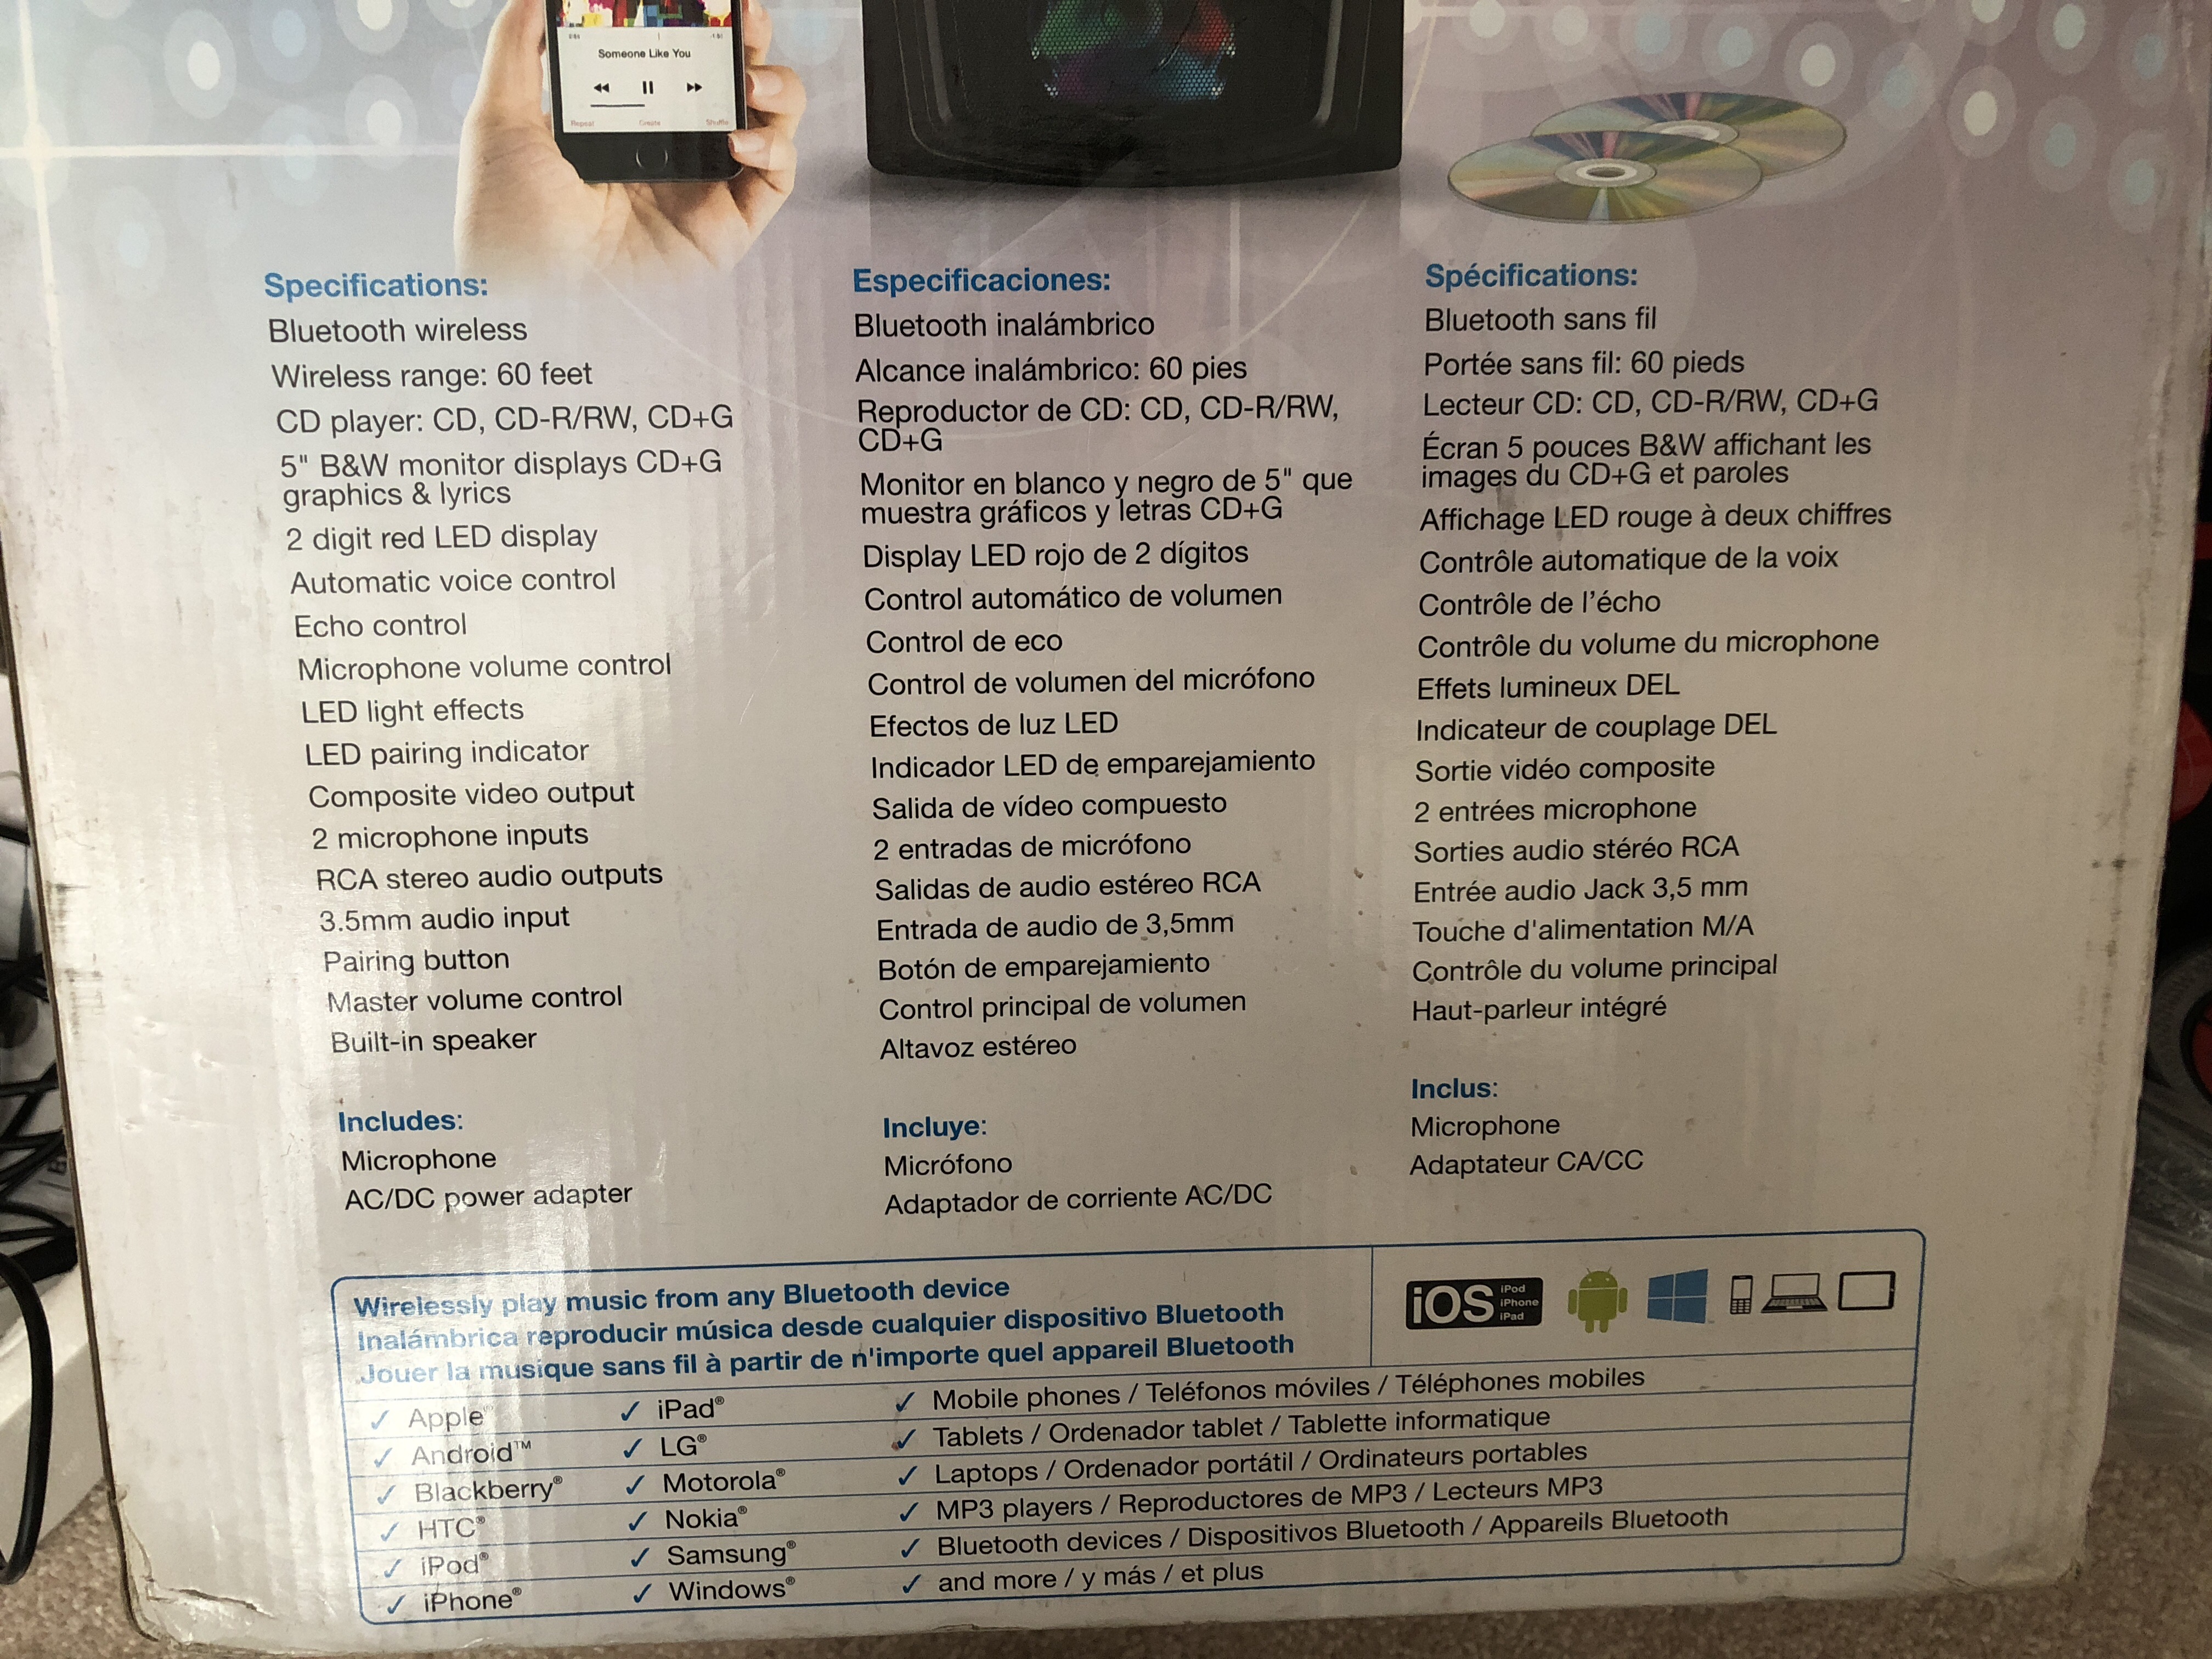 Someone Like You
Repeat
Create
Shuffle
Specifications:
Bluetooth wireless
Wireless range: 60 feet
CD player: CD, CD-R/RW, CD+G
5" B&W monitor displays CD+G
graphics & lyrics
2 digit red LED display
Automatic voice control
Echo control
Microphone volume control
LED light effects
LED pairing indicator
Composite video output
2 microphone inputs
RCA stereo audio outputs
3.5mm audio input
Pairing button
Master volume control
Built-in speaker
Includes:
Microphone
AC/DC power adapter
Especificaciones:
Bluetooth inalámbrico
Alcance inalámbrico: 60 pies
Reproductor de CD: CD, CD-R/RW,
CD+G
Monitor en blanco y negro de 5" que
muestra gráficos y letras CD+G
Display LED rojo de 2 dígitos
Control automático de volumen
Control de eco
Control de volumen del micrófono
Efectos de luz LED
Indicador LED de emparejamiento
Salida de vídeo compuesto
2 entradas de micrófono
Salidas de audio estéreo RCA
Entrada de audio de 3,5mm
Botón de emparejamiento
Control principal de volumen
Altavoz estéreo
Incluye:
Micrófono
Adaptador de corriente AC/DC
Spécifications:
Bluetooth sans fil
Portée sans fil: 60 pieds
Lecteur CD: CD, CD-R/RW, CD+G
Écran 5 pouces B&W affichant les
images du CD+G et paroles
Affichage LED rouge à deux chiffres
Contrôle automatique de la voix
Contrôle de l'écho
Contrôle du volume du microphone
Effets lumineux DEL
Indicateur de couplage DEL
Sortie vidéo composite
2 entrées microphone
Sorties audio stéréo RCA
Entrée audio Jack 3,5 mm
Touche d'alimentation M/A
Contrôle du volume principal
Haut-parleur intégré
Inclus:
Microphone
Adaptateur CA/CC
Wirelessly play music from any Bluetooth device
Inalámbrica reproducir música desde cualquier dispositivo Bluetooth
Jouer la musique sans fil à partir de n'importe quel appareil Bluetooth
iOS
iPod
iPhone
iPad
✓ Apple® ✓ iPad® ✓ Mobile phones / Teléfonos móviles / Téléphones mobiles
✓ Android™ ✓ LG® ✓ Tablets / Ordenador tablet / Tablette informatique
✓ Blackberry® ✓ Motorola® ✓ Laptops / Ordenador portátil / Ordinateurs portables
✓ HTC® ✓ Nokia® ✓ MP3 players / Reproductores de MP3 / Lecteurs MP3
✓ iPod® ✓ Samsung® ✓ Bluetooth devices / Dispositivos Bluetooth / Appareils Bluetooth
✓ iPhone® ✓ Windows® ✓ and more / y más / et plus